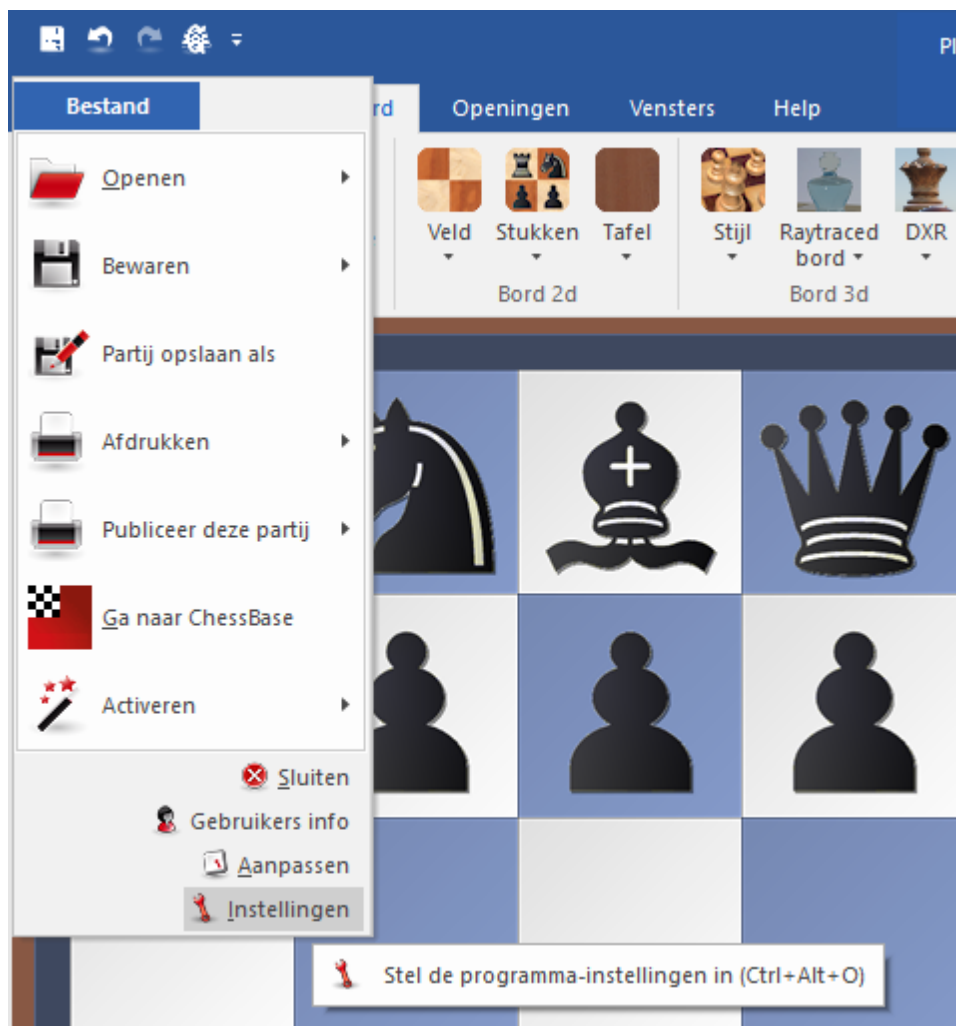 Pl
Bestand
rd
Openingen
Vensters
Help
Openen
Bewaren
Partij opslaan als
Afdrukken
Publiceer deze partij
Ga naar ChessBase
Activeren
Sluiten
Gebruikers info
Aanpassen
Instellingen
Veld
Stukken
Tafel
Bord 2d
Stijl
Raytraced
bord
DXR
Bord 3d
Stel de programma-instellingen in (Ctrl+Alt+O)